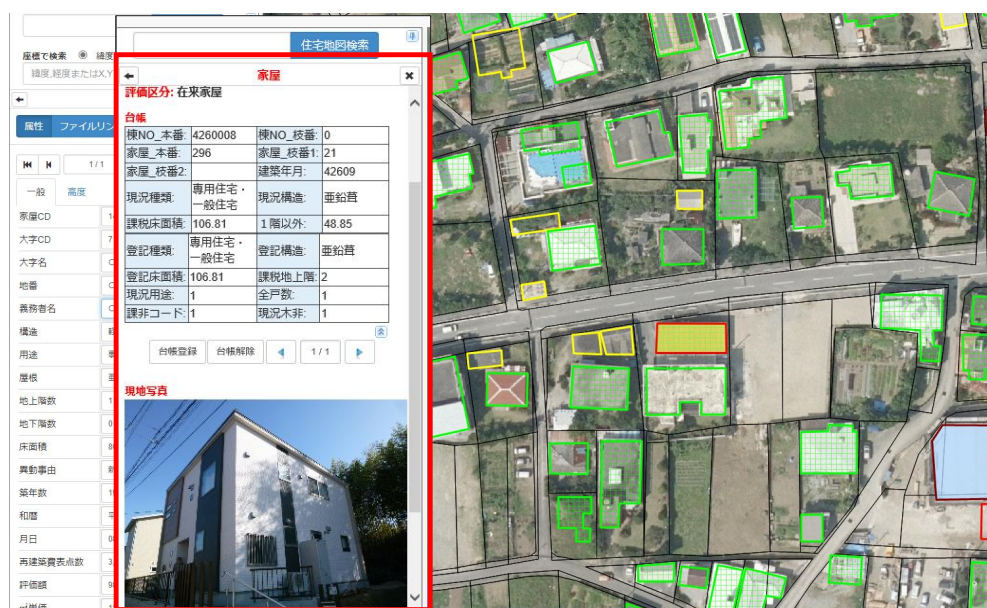 住宅地図検索
座標で検索
緯度,経度または
属性
ファイルリン
1/1
一般
高度
家屋CD
大字CD
大字名
地番
義務者名
構造
用途
屋根
地上階数
地下階数
床面積
異動事由
築年数
和暦
月日
再建築費表点数
評価額
家屋
評価区分: 在来家屋
台帳
棟NO_本番: 4260008 棟NO_枝番: 0
家屋_本番: 296 家屋_枝番1: 21
家屋_枝番2: 建築年月: 42609
現況種類: 専用住宅・一般住宅 現況構造: 亜鉛葺
課税床面積: 106.81 1階以外: 48.85
登記種類: 専用住宅・一般住宅 登記構造: 亜鉛葺
登記床面積: 106.81 課税地上階: 2
現況用途: 1 全戸数: 1
課非コード: 1 現況木非: 1
台帳登録 台帳解除 1/1
現地写真